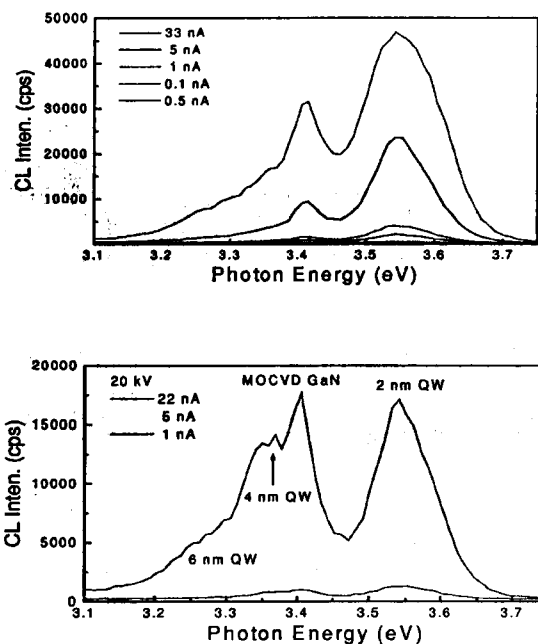 50000
40000
30000
20000
10000
0
CL Inten. (cps)
33 nA
5 nA
1 nA
0.1 nA
0.5 nA
3.1 3.2 3.3 3.4 3.5 3.6 3.7
Photon Energy (eV)
20000
15000
10000
5000
0
CL Inten. (cps)
20 kV
22 nA
5 nA
1 nA
MOCVD GaN
2 nm QW
4 nm QW
6 nm QW
3.1 3.2 3.3 3.4 3.5 3.6 3.7
Photon Energy (eV)